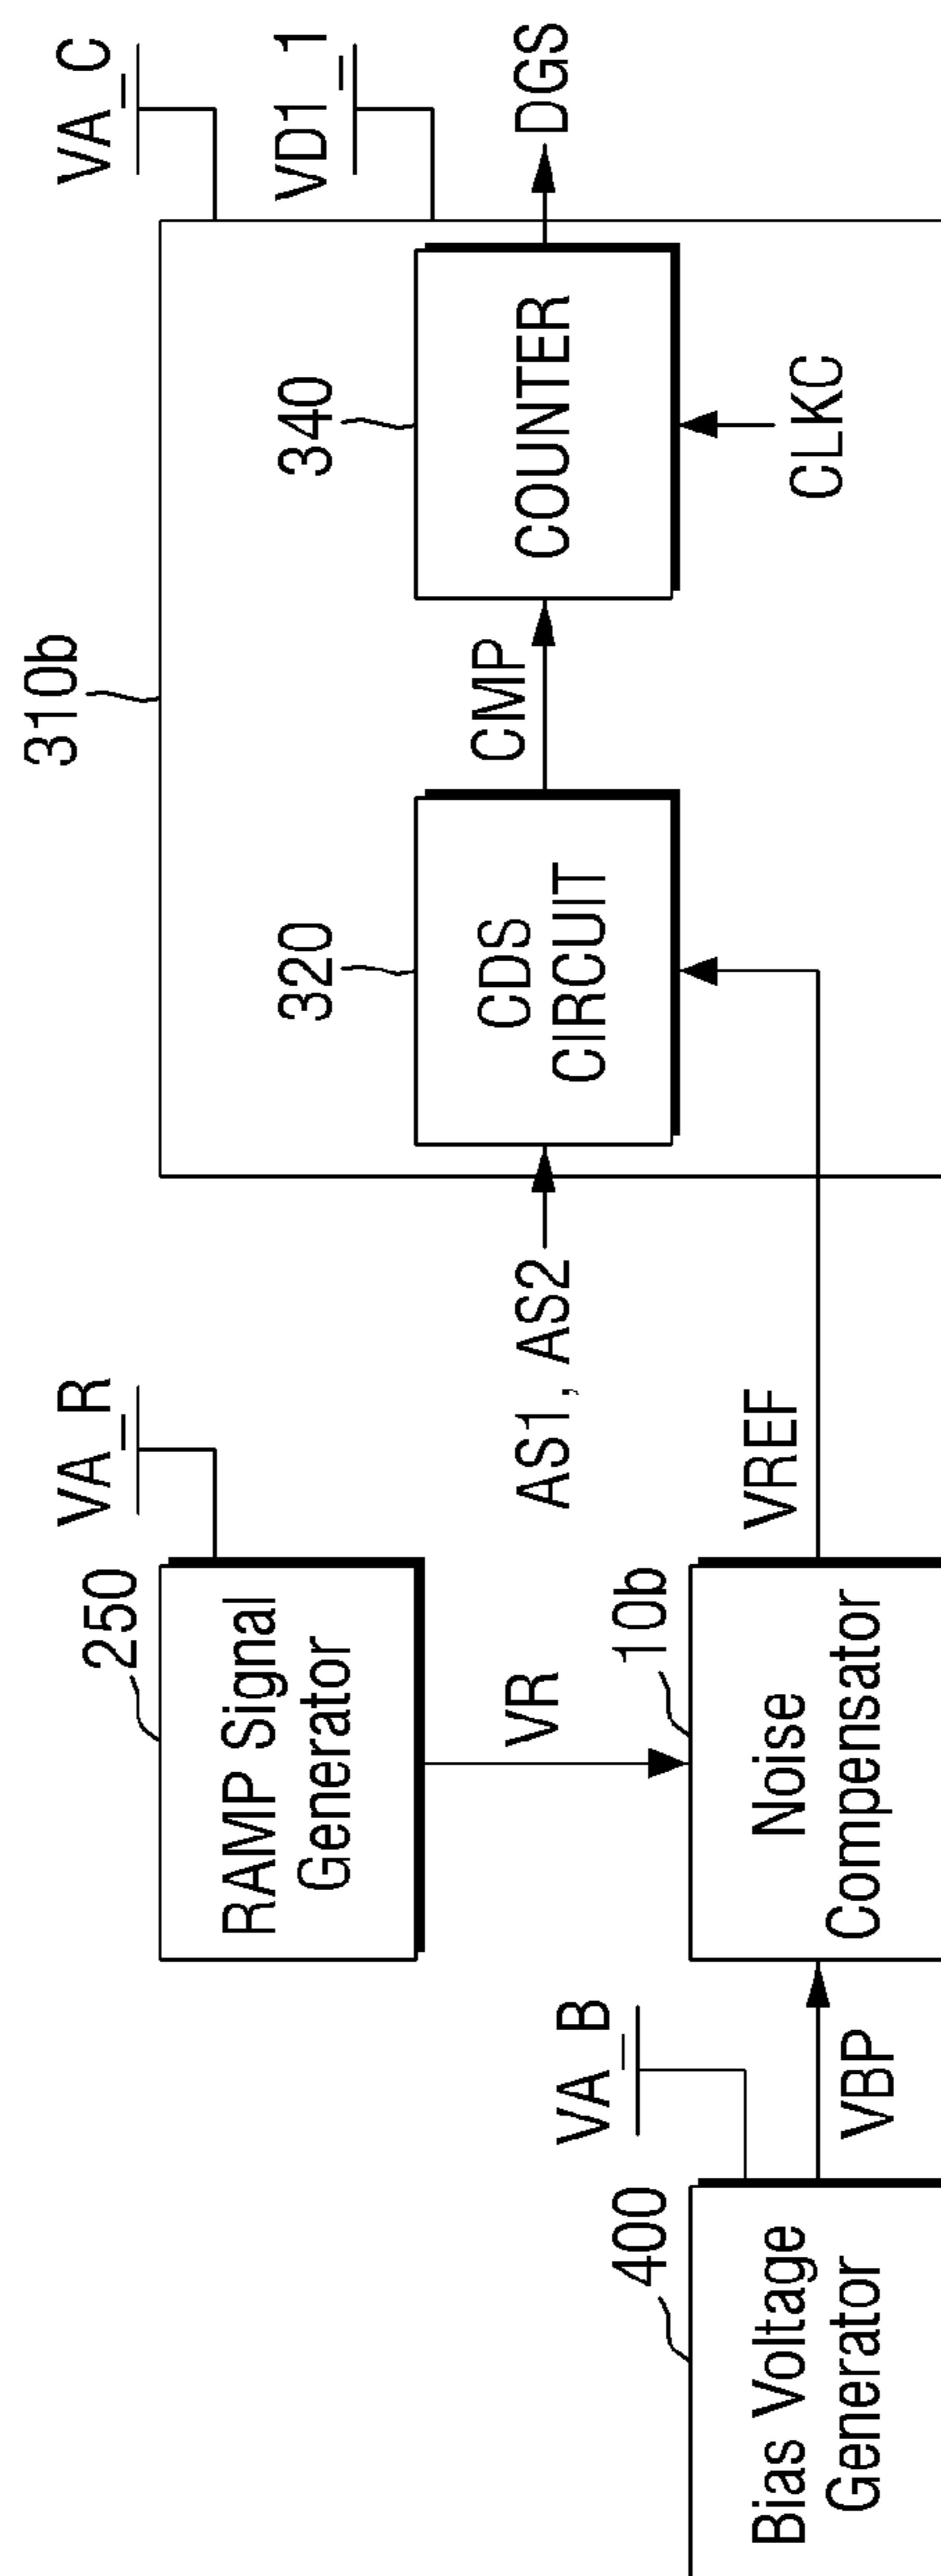 310b
VA_C
VA_R
250
RAMP Signal
Generator
320
340
VD1_1
VR
CMP
CDS
CIRCUIT
COUNTER
AS1, AS2
DGS
VA_B
400
10b
VREF
CLKC
Bias Voltage
Generator
VBP
Noise
Compensator